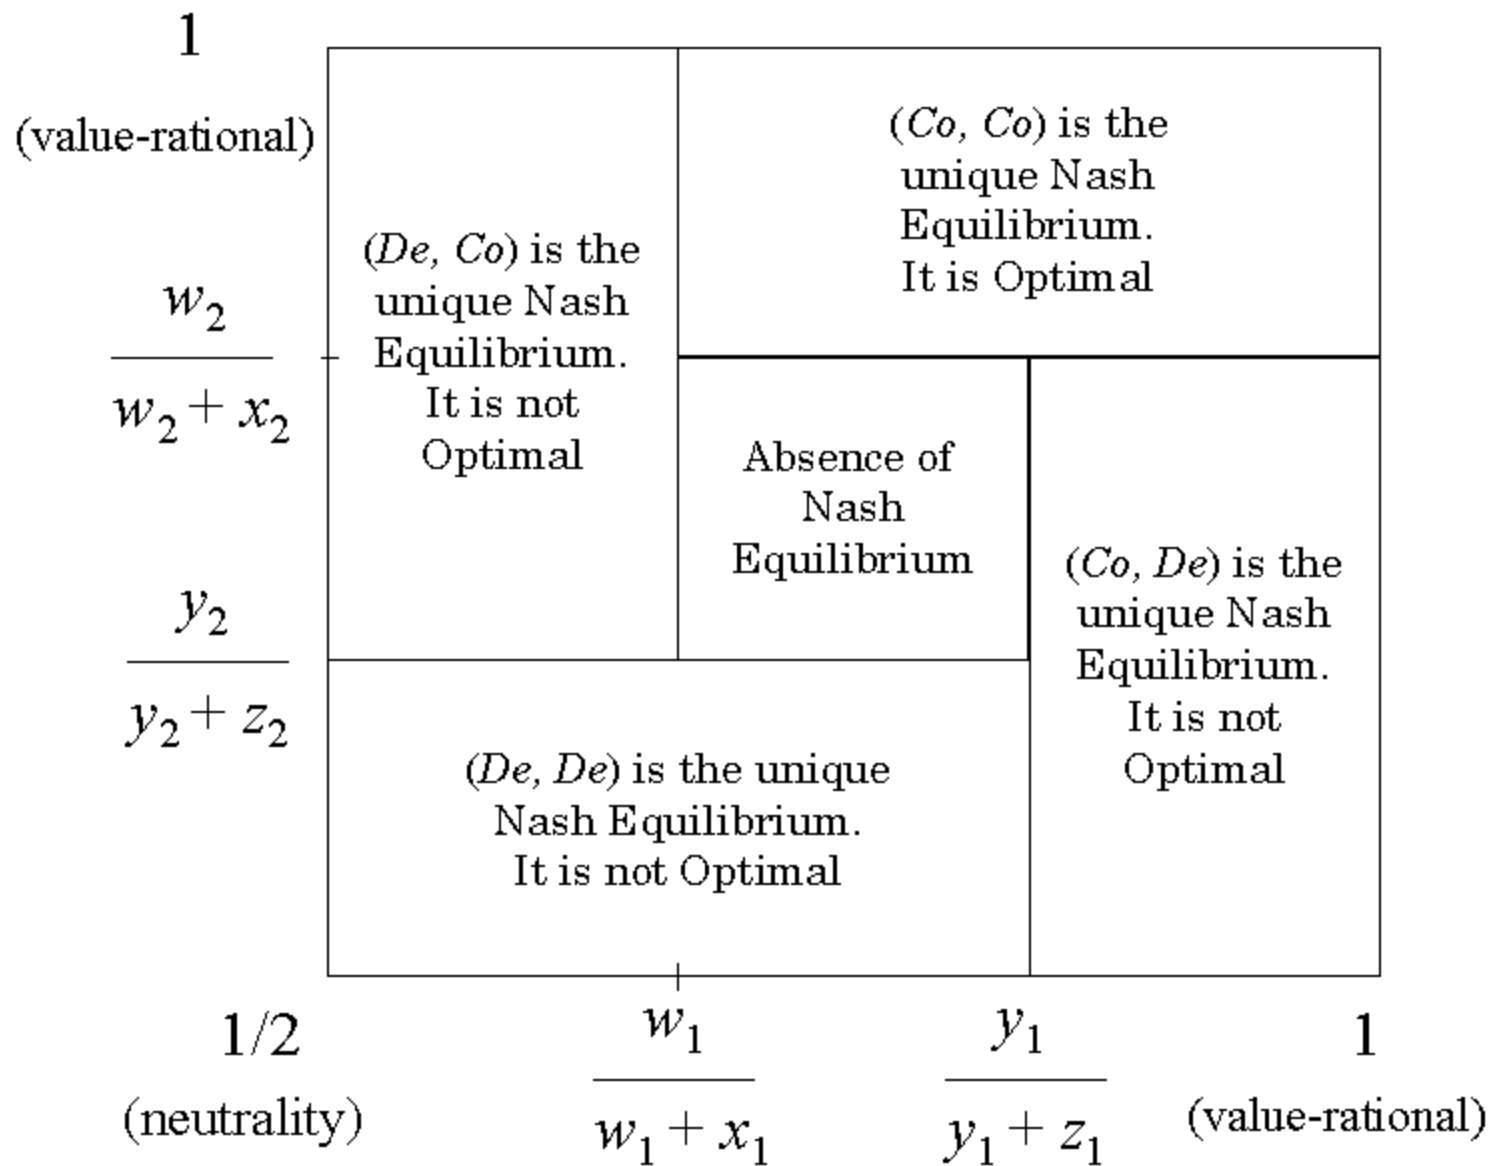 1
(value-rational)
w₂
w₂ + x₂
y₂
y₂ + z₂
(De, Co) is the
unique Nash
Equilibrium.
It is not
Optimal
(Co, Co) is the
unique Nash
Equilibrium.
It is Optimal
Absence of
Nash
Equilibrium
(Co, De) is the
unique Nash
Equilibrium.
It is not
Optimal
(De, De) is the unique
Nash Equilibrium.
It is not Optimal
1/2
(neutrality)
w₁
w₁ + x₁
y₁
y₁ + z₁
1
(value-rational)